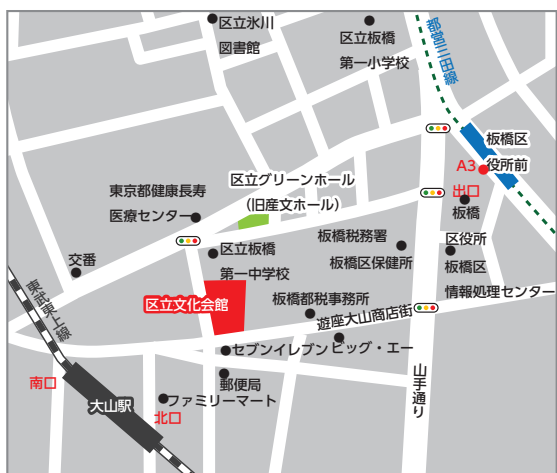 区立氷川
図書館
区立板橋
第一小学校
都営三田線
板橋区
役所前
A3
出口
板橋
区役所
東京都健康長寿
医療センター
区立グリーンホール
（旧産文ホール）
区立板橋
第一中学校
板橋税務署
板橋区保健所
板橋区
情報処理センター
交番
東武東上線
区立文化会館
板橋都税事務所
遊座大山商店街
セブンイレブン
ビッグ・エー
郵便局
ファミリーマート
山手通り
南口
大山駅
北口